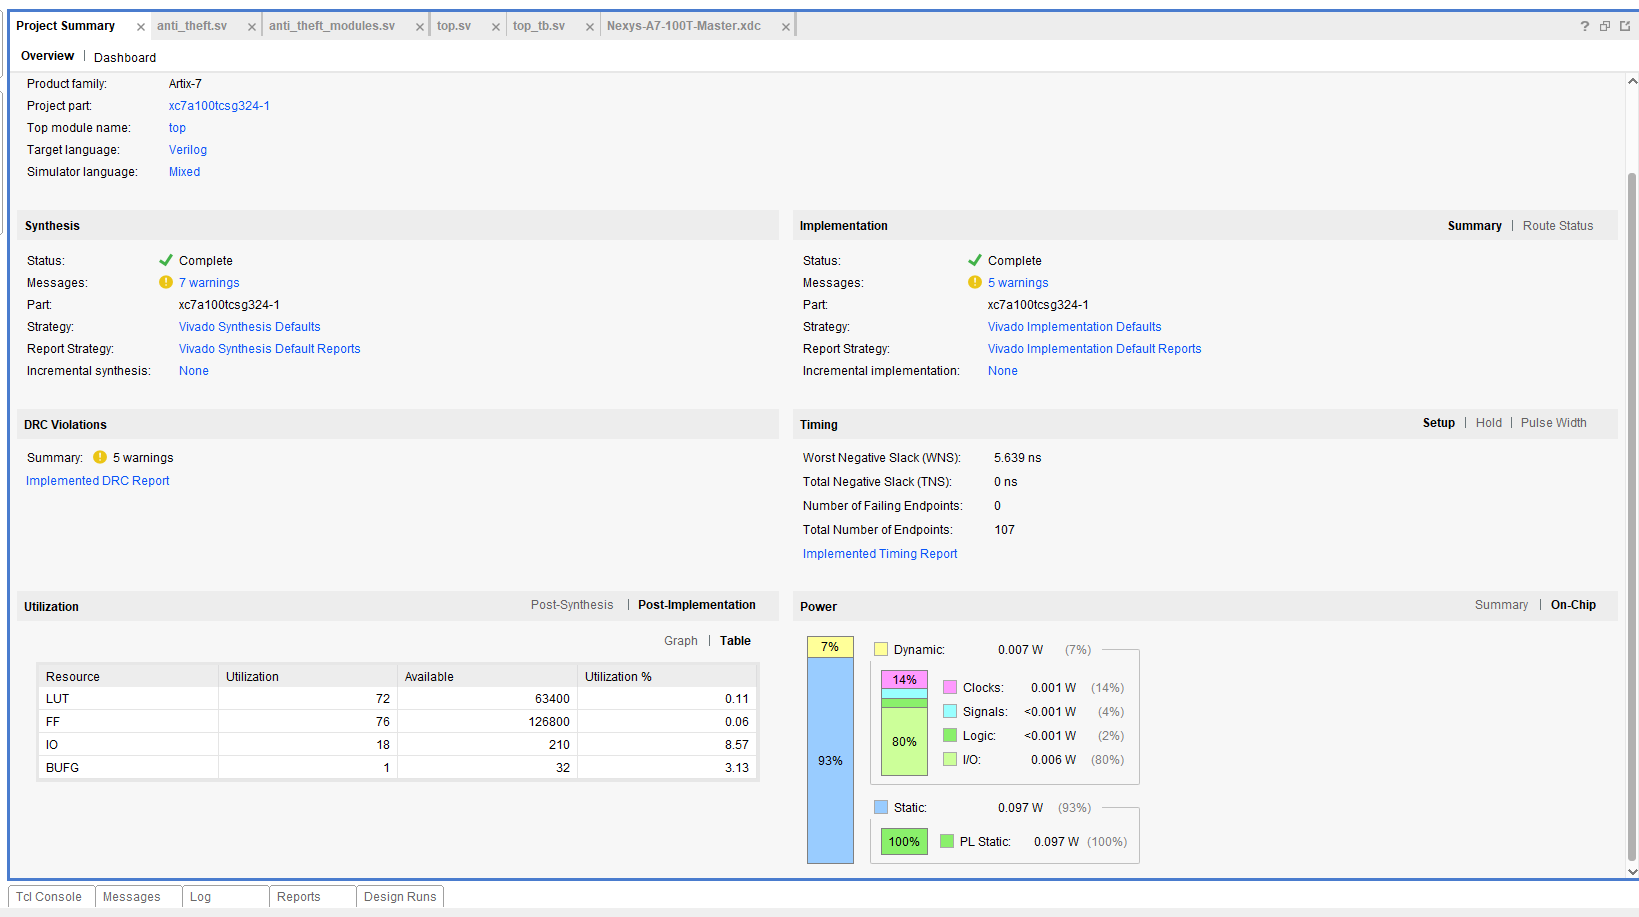 Project Summary × anti_theft.sv × anti_theft_modules.sv × top.sv × top_tb.sv × Nexys-A7-100T-Master.xdc × ?
Overview | Dashboard
Product family: Artix-7
Project part: xc7a100tcsg324-1
Top module name: top
Target language: Verilog
Simulator language: Mixed
Synthesis
Status: Complete
Messages: 7 warnings
Part: xc7a100tcsg324-1
Strategy: Vivado Synthesis Defaults
Report Strategy: Vivado Synthesis Default Reports
Incremental synthesis: None
Implementation Summary | Route Status
Status: Complete
Messages: 5 warnings
Part: xc7a100tcsg324-1
Strategy: Vivado Implementation Defaults
Report Strategy: Vivado Implementation Default Reports
Incremental implementation: None
DRC Violations
Summary: 5 warnings
Implemented DRC Report
Timing Setup | Hold | Pulse Width
Worst Negative Slack (WNS): 5.639 ns
Total Negative Slack (TNS): 0 ns
Number of Failing Endpoints: 0
Total Number of Endpoints: 107
Implemented Timing Report
Utilization Post-Synthesis | Post-Implementation
Graph | Table
Resource Utilization Available Utilization %
LUT 72 63400 0.11
FF 76 126800 0.06
IO 18 210 8.57
BUFG 1 32 3.13
Power Summary | On-Chip
7%
93%
Dynamic: 0.007 W (7%)
14%
80%
Clocks: 0.001 W (14%)
Signals: <0.001 W (4%)
Logic: <0.001 W (2%)
I/O: 0.006 W (80%)
Static: 0.097 W (93%)
100% PL Static: 0.097 W (100%)
Tcl Console Messages Log Reports Design Runs